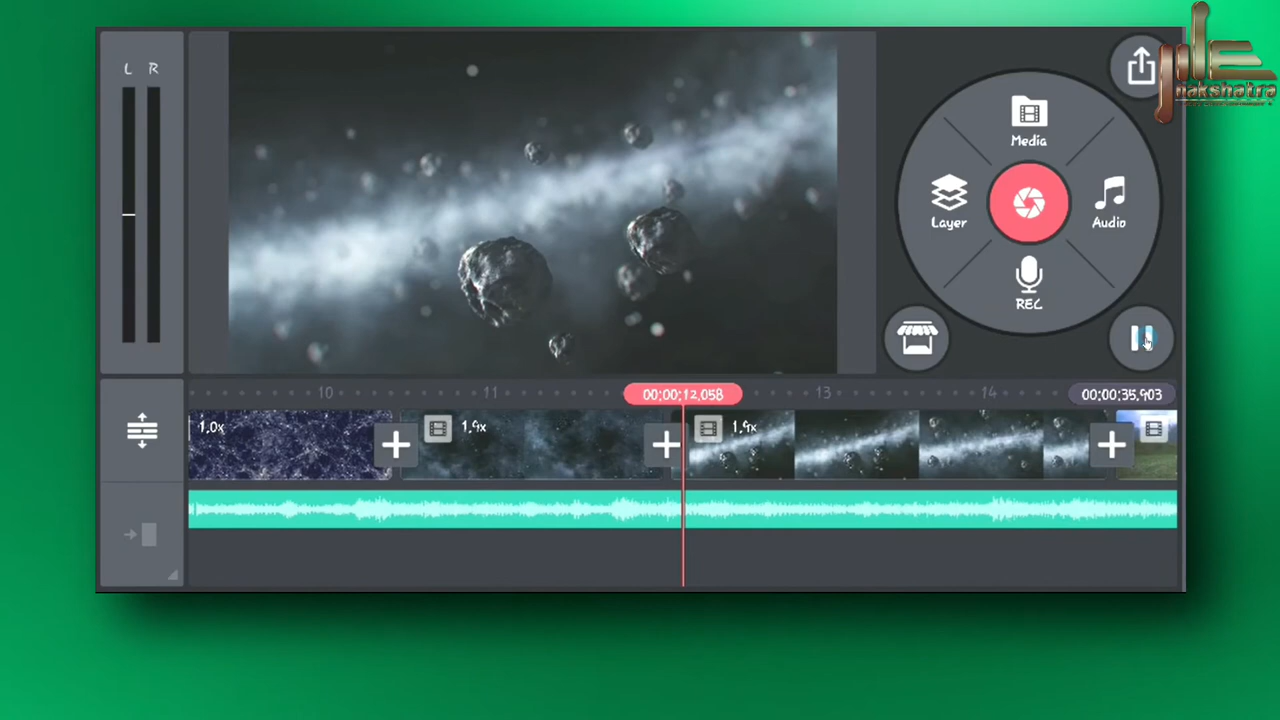 L R
Media
Layer
Audio
REC
nakshatra
10
11
00:00:12,058
13
14
00:00:35,903
1,0x
1,9x
1,9x